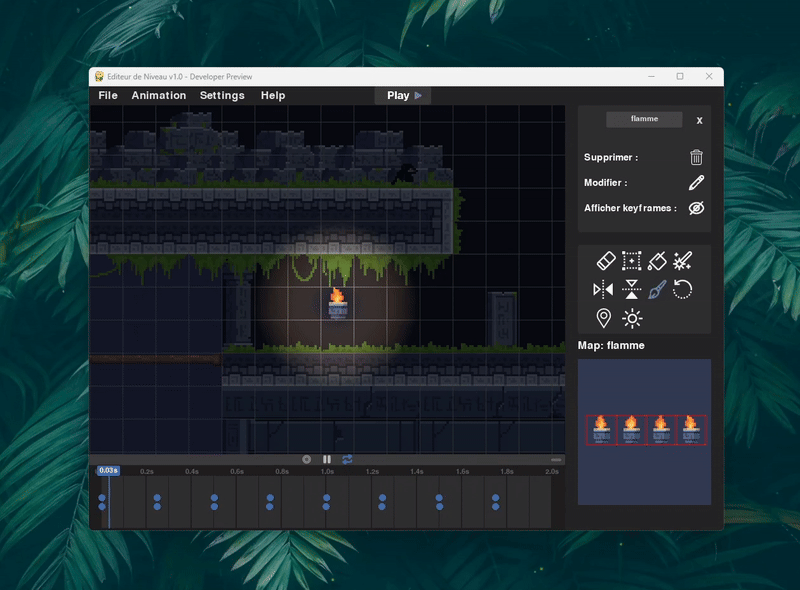 Editeur de Niveau v1.0 - Developer Preview
File Animation Settings Help Play
flamme x
Supprimer :
Modifier :
Afficher keyframes :
Map: flamme
0.03s 0.2s 0.4s 0.6s 0.8s 1.0s 1.2s 1.4s 1.6s 1.8s 2.0s